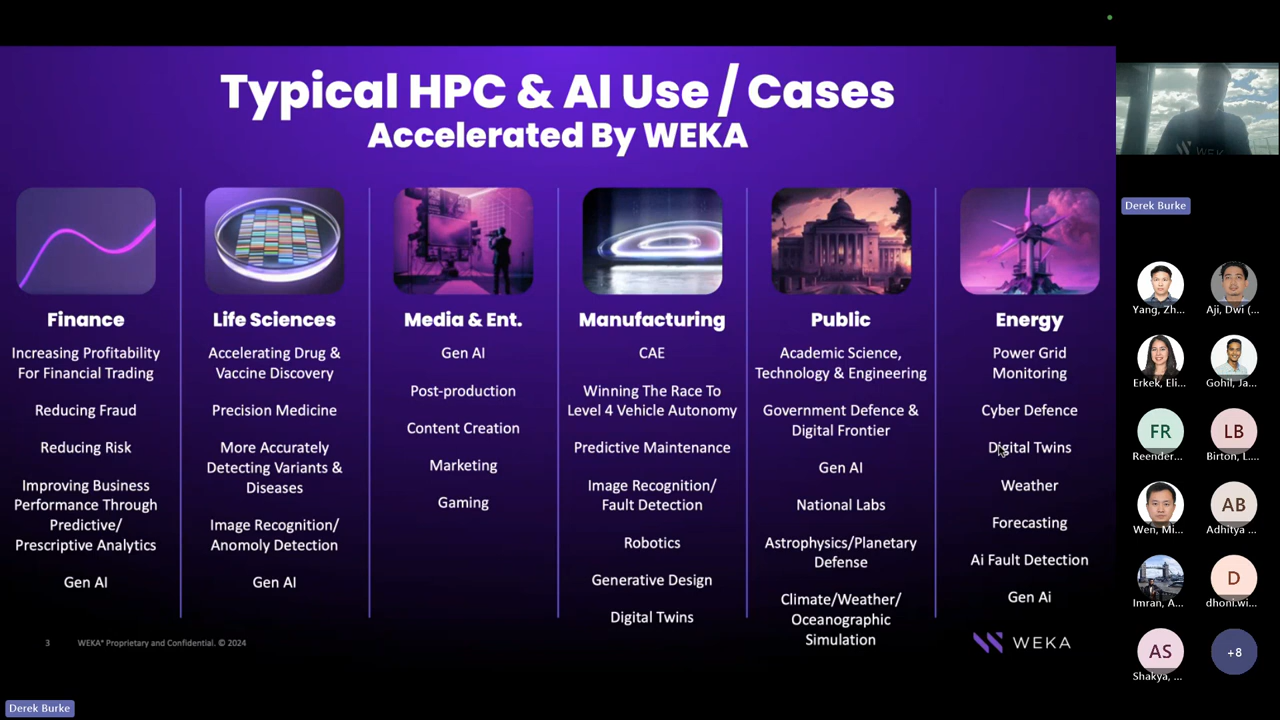 Typical HPC & AI Use / Cases
Accelerated By WEKA
Finance
Increasing Profitability
For Financial Trading
Reducing Fraud
Reducing Risk
Improving Business
Performance Through
Predictive/
Prescriptive Analytics
Gen AI
Life Sciences
Accelerating Drug &
Vaccine Discovery
Precision Medicine
More Accurately
Detecting Variants &
Diseases
Image Recognition/
Anomoly Detection
Gen AI
Media & Ent.
Gen AI
Post-production
Content Creation
Marketing
Gaming
Manufacturing
CAE
Winning The Race To
Level 4 Vehicle Autonomy
Predictive Maintenance
Image Recognition/
Fault Detection
Robotics
Generative Design
Digital Twins
Public
Academic Science,
Technology & Engineering
Government Defence &
Digital Frontier
Gen AI
National Labs
Astrophysics/Planetary
Defense
Climate/Weather/
Oceanographic
Simulation
Energy
Power Grid
Monitoring
Cyber Defence
Digital Twins
Weather
Forecasting
Ai Fault Detection
Gen Ai
3
WEKA® Proprietary and Confidential. © 2024
WEKA
Derek Burke
WEKA
Derek Burke
Yang, Zh...
Aji, Dwi (...
Erkek, Eli...
Gohil, Ja...
FR
Reender...
LB
Birton, L....
Wen, Mi...
AB
Adhitya ...
Imran, A...
D
dhoni.wi...
AS
Shakya, ...
+8